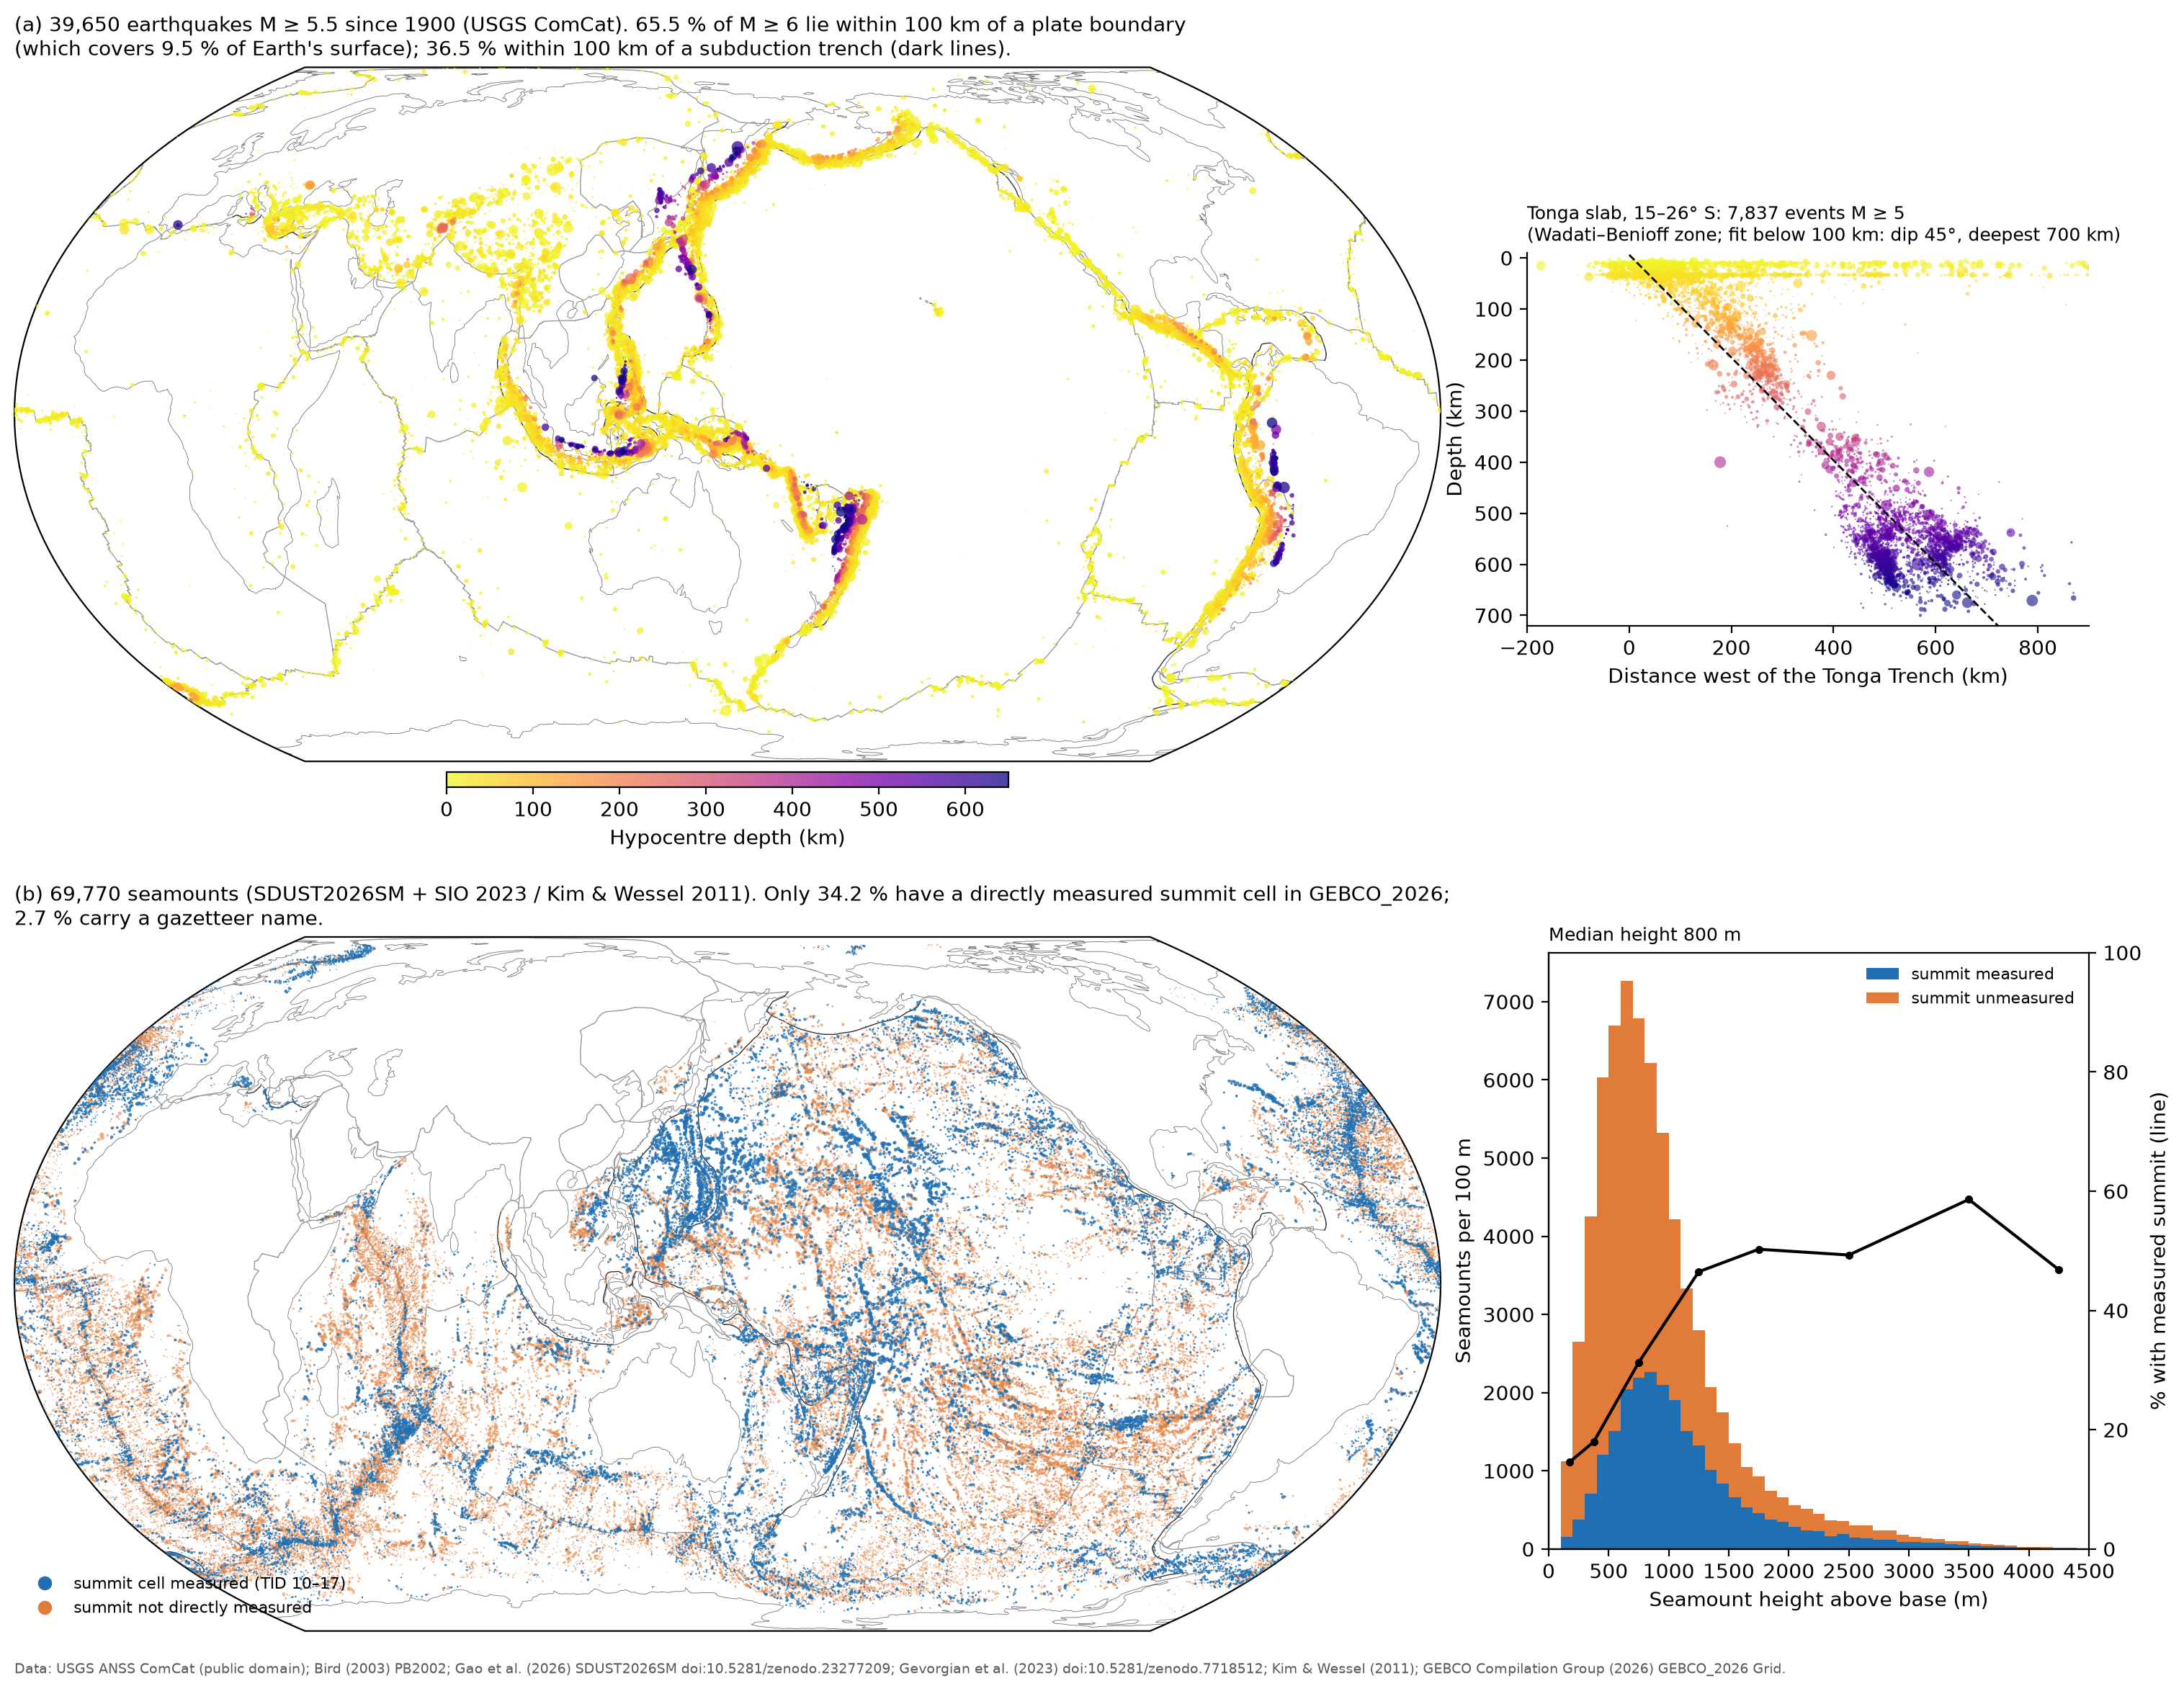 (a) 39,650 earthquakes M ≥ 5.5 since 1900 (USGS ComCat). 65.5 % of M ≥ 6 lie within 100 km of a plate boundary
(which covers 9.5 % of Earth's surface); 36.5 % within 100 km of a subduction trench (dark lines).
0 100 200 300 400 500 600
Hypocentre depth (km)
Tonga slab, 15–26° S: 7,837 events M ≥ 5
(Wadati–Benioff zone; fit below 100 km: dip 45°, deepest 700 km)
0
100
200
300
400
500
600
700
Depth (km)
−200 0 200 400 600 800
Distance west of the Tonga Trench (km)
(b) 69,770 seamounts (SDUST2026SM + SIO 2023 / Kim & Wessel 2011). Only 34.2 % have a directly measured summit cell in GEBCO_2026;
2.7 % carry a gazetteer name.
summit cell measured (TID 10–17)
summit not directly measured
Median height 800 m
summit measured
summit unmeasured
7000
6000
5000
4000
3000
2000
1000
0
Seamounts per 100 m
100
80
60
40
20
0
% with measured summit (line)
0 500 1000 1500 2000 2500 3000 3500 4000 4500
Seamount height above base (m)
Data: USGS ANSS ComCat (public domain); Bird (2003) PB2002; Gao et al. (2026) SDUST2026SM doi:10.5281/zenodo.23277209; Gevorgian et al. (2023) doi:10.5281/zenodo.7718512; Kim & Wessel (2011); GEBCO Compilation Group (2026) GEBCO_2026 Grid.